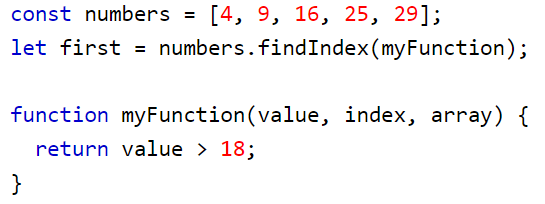 const numbers = [4, 9, 16, 25, 29];
let first = numbers.findIndex(myFunction);

function myFunction(value, index, array) {
  return value > 18;
}